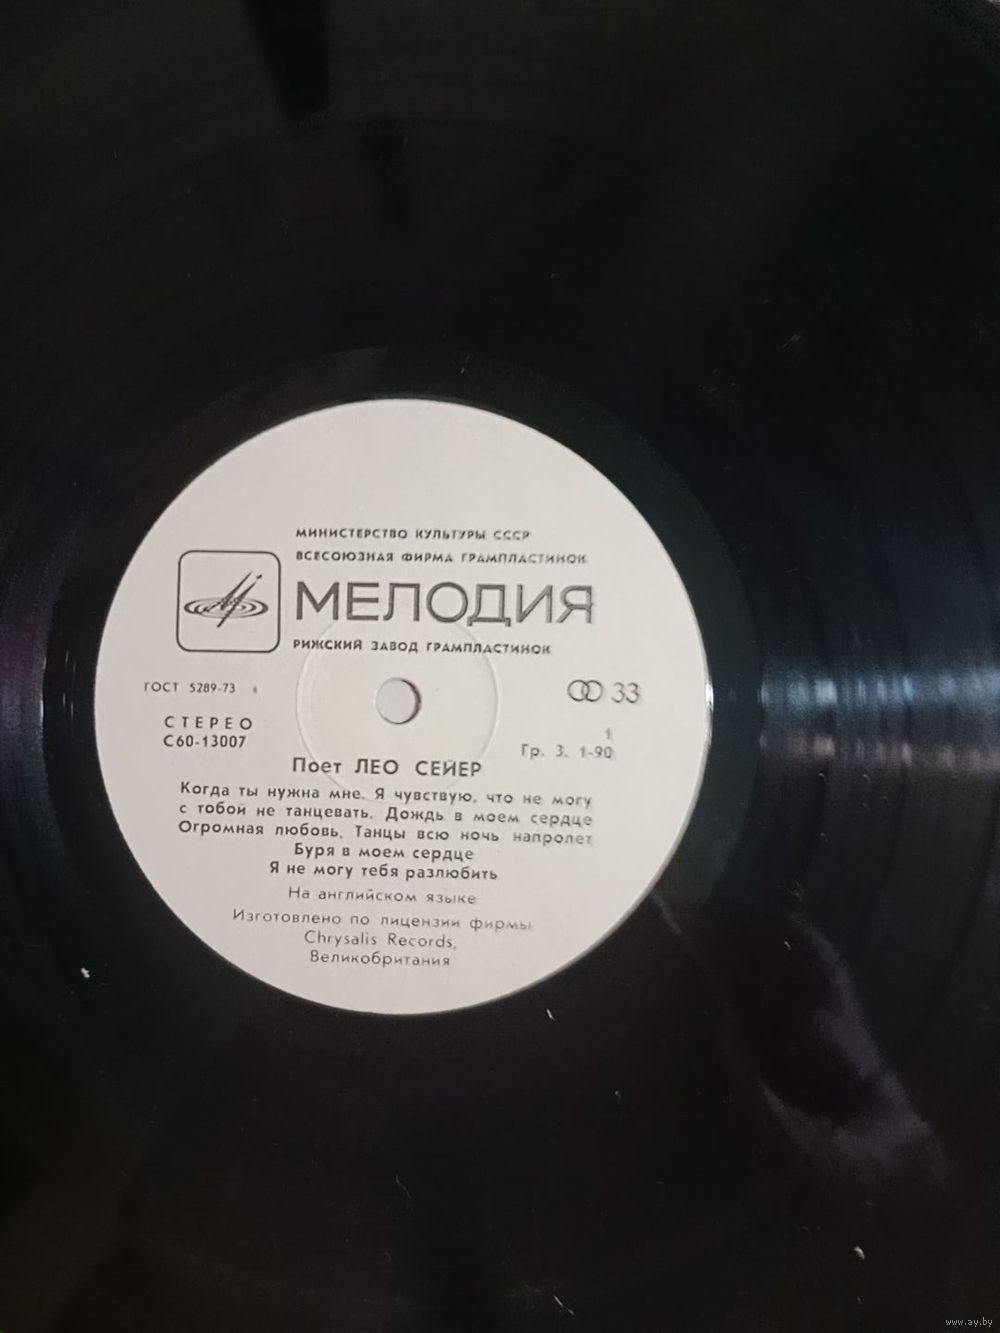 МИНИСТЕРСТВО КУЛЬТУРЫ СССР
ВСЕСОЮЗНАЯ ФИРМА ГРАМПЛАСТИНОК
МЕЛОДИЯ
РИЖСКИЙ ЗАВОД ГРАМПЛАСТИНОК
ГОСТ 5289-73
33
СТЕРЕО
С60-13007
1
Гр. 3. 1-90
Поет ЛЕО СЕЙЕР
Когда ты нужна мне. Я чувствую, что не могу
с тобой не танцевать. Дождь в моем сердце
Огромная любовь. Танцы всю ночь напролет
Буря в моем сердце
Я не могу тебя разлюбить
На английском языке
Изготовлено по лицензии фирмы
Chrysalis Records,
Великобритания
www.ay.by